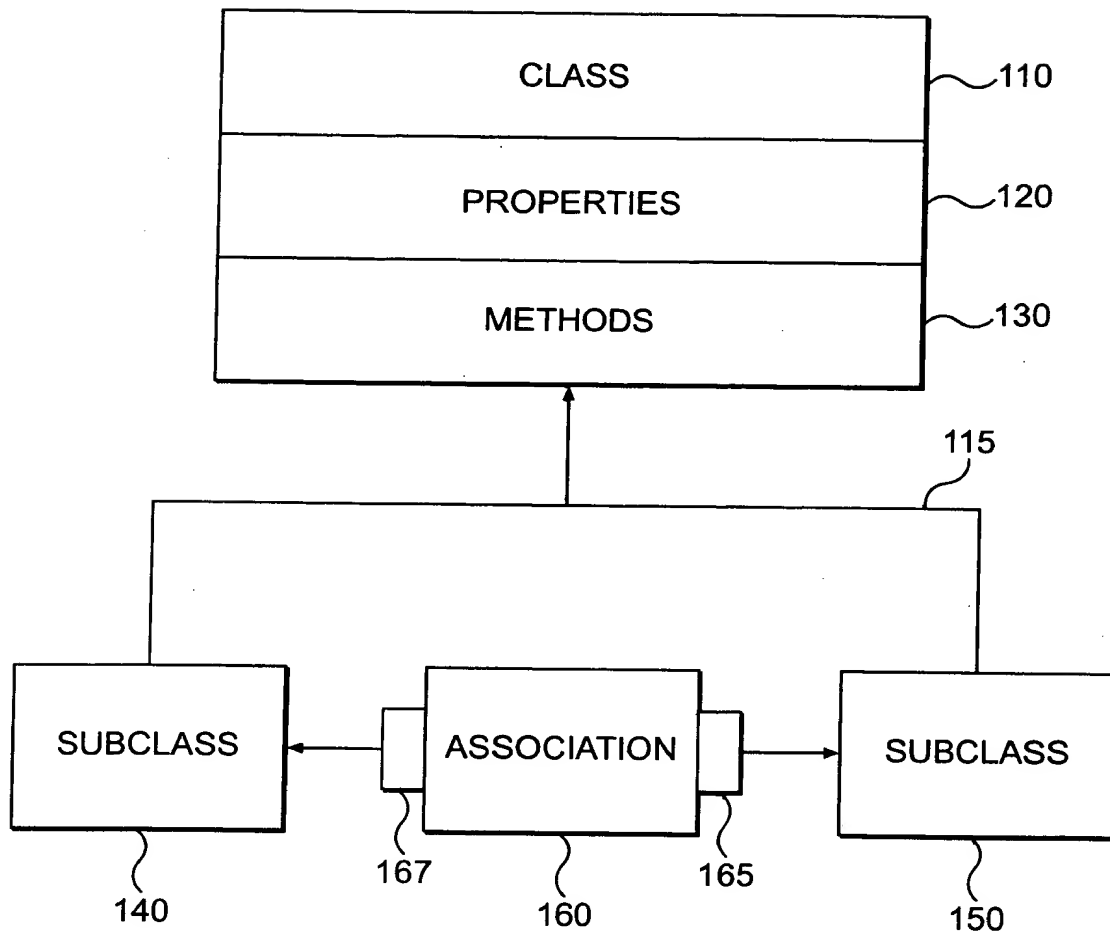 CLASS
110
PROPERTIES
120
METHODS
130
115
SUBCLASS
ASSOCIATION
SUBCLASS
167
165
140
160
150